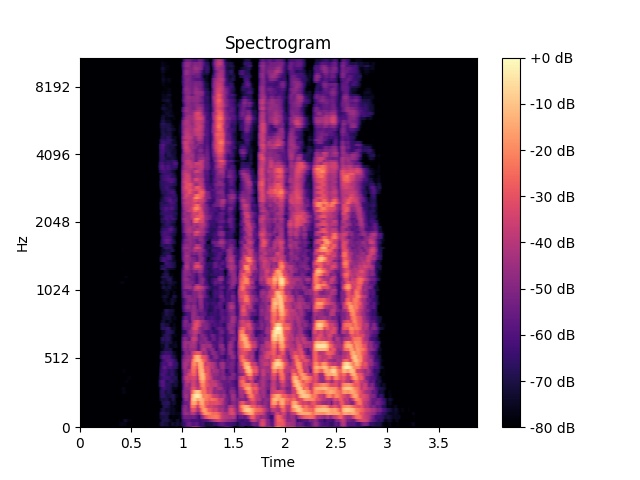 Spectrogram
8192
4096
2048
1024
512
0
Hz
0 0.5 1 1.5 2 2.5 3 3.5
Time
+0 dB
-10 dB
-20 dB
-30 dB
-40 dB
-50 dB
-60 dB
-70 dB
-80 dB